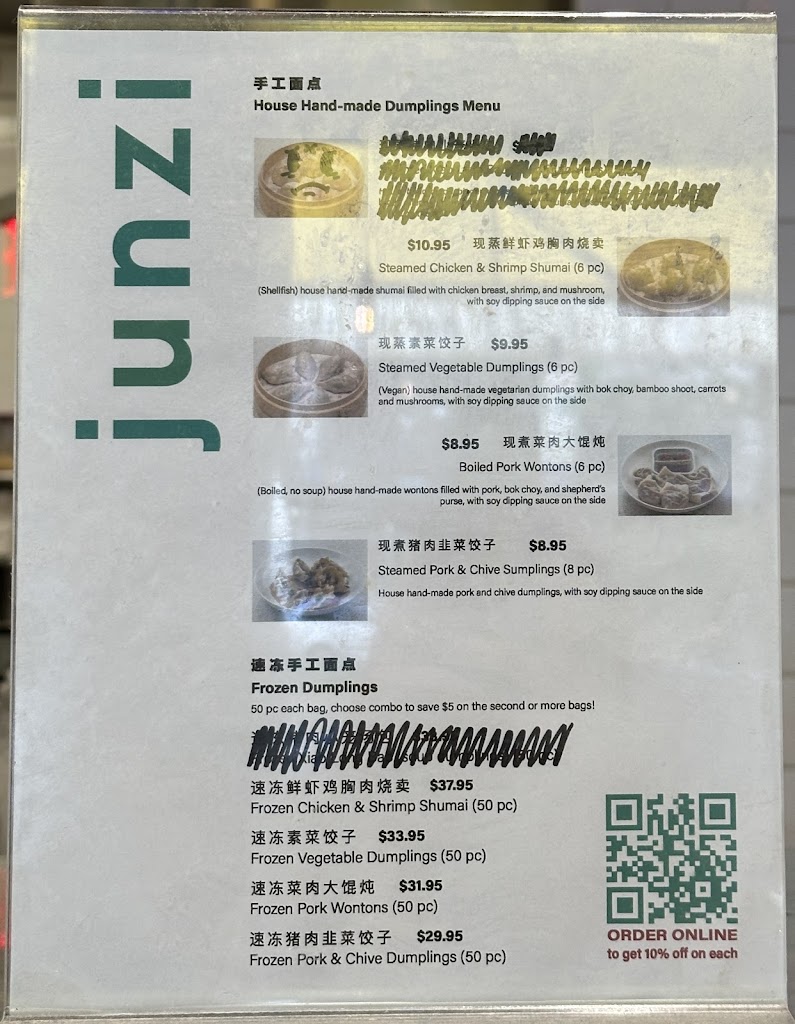 junzi
手工面点
House Hand-made Dumplings Menu
$10.95 现蒸鲜虾鸡胸肉烧卖
Steamed Chicken & Shrimp Shumai (6 pc)
(Shellfish) house hand-made shumai filled with chicken breast, shrimp, and mushroom,
with soy dipping sauce on the side
现蒸素菜饺子 $9.95
Steamed Vegetable Dumplings (6 pc)
(Vegan) house hand-made vegetarian dumplings with bok choy, bamboo shoot, carrots
and mushrooms, with soy dipping sauce on the side
$8.95 现煮菜肉大馄炖
Boiled Pork Wontons (6 pc)
(Boiled, no soup) house hand-made wontons filled with pork, bok choy, and shepherd's
purse, with soy dipping sauce on the side
现煮猪肉韭菜饺子 $8.95
Steamed Pork & Chive Sumplings (8 pc)
House hand-made pork and chive dumplings, with soy dipping sauce on the side
速冻手工面点
Frozen Dumplings
50 pc each bag, choose combo to save $5 on the second or more bags!
速冻鲜虾鸡胸肉烧卖 $37.95
Frozen Chicken & Shrimp Shumai (50 pc)
速冻素菜饺子 $33.95
Frozen Vegetable Dumplings (50 pc)
速冻菜肉大馄炖 $31.95
Frozen Pork Wontons (50 pc)
速冻猪肉韭菜饺子 $29.95
Frozen Pork & Chive Dumplings (50 pc)
ORDER ONLINE
to get 10% off on each